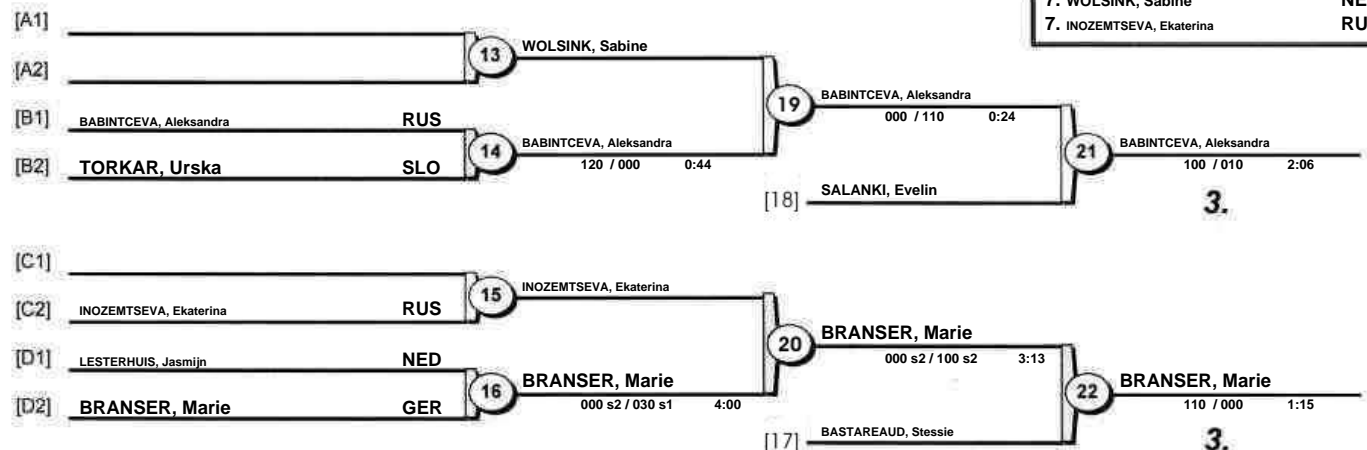 7. WOLSINK, Sabine NE
7. INOZEMTSEVA, Ekaterina RU
[A1]
13 WOLSINK, Sabine
[A2]
19 BABINTCEVA, Aleksandra
000 / 110 0:24
[B1] BABINTCEVA, Aleksandra RUS
14 BABINTCEVA, Aleksandra
120 / 000 0:44
21 BABINTCEVA, Aleksandra
100 / 010 2:06
[B2] TORKAR, Urska SLO
[18] SALANKI, Evelin
3.
[C1]
15 INOZEMTSEVA, Ekaterina
[C2] INOZEMTSEVA, Ekaterina RUS
20 BRANSER, Marie
000 s2 / 100 s2 3:13
[D1] LESTERHUIS, Jasmijn NED
16 BRANSER, Marie
000 s2 / 030 s1 4:00
22 BRANSER, Marie
110 / 000 1:15
[D2] BRANSER, Marie GER
[17] BASTAREAUD, Stessie
3.